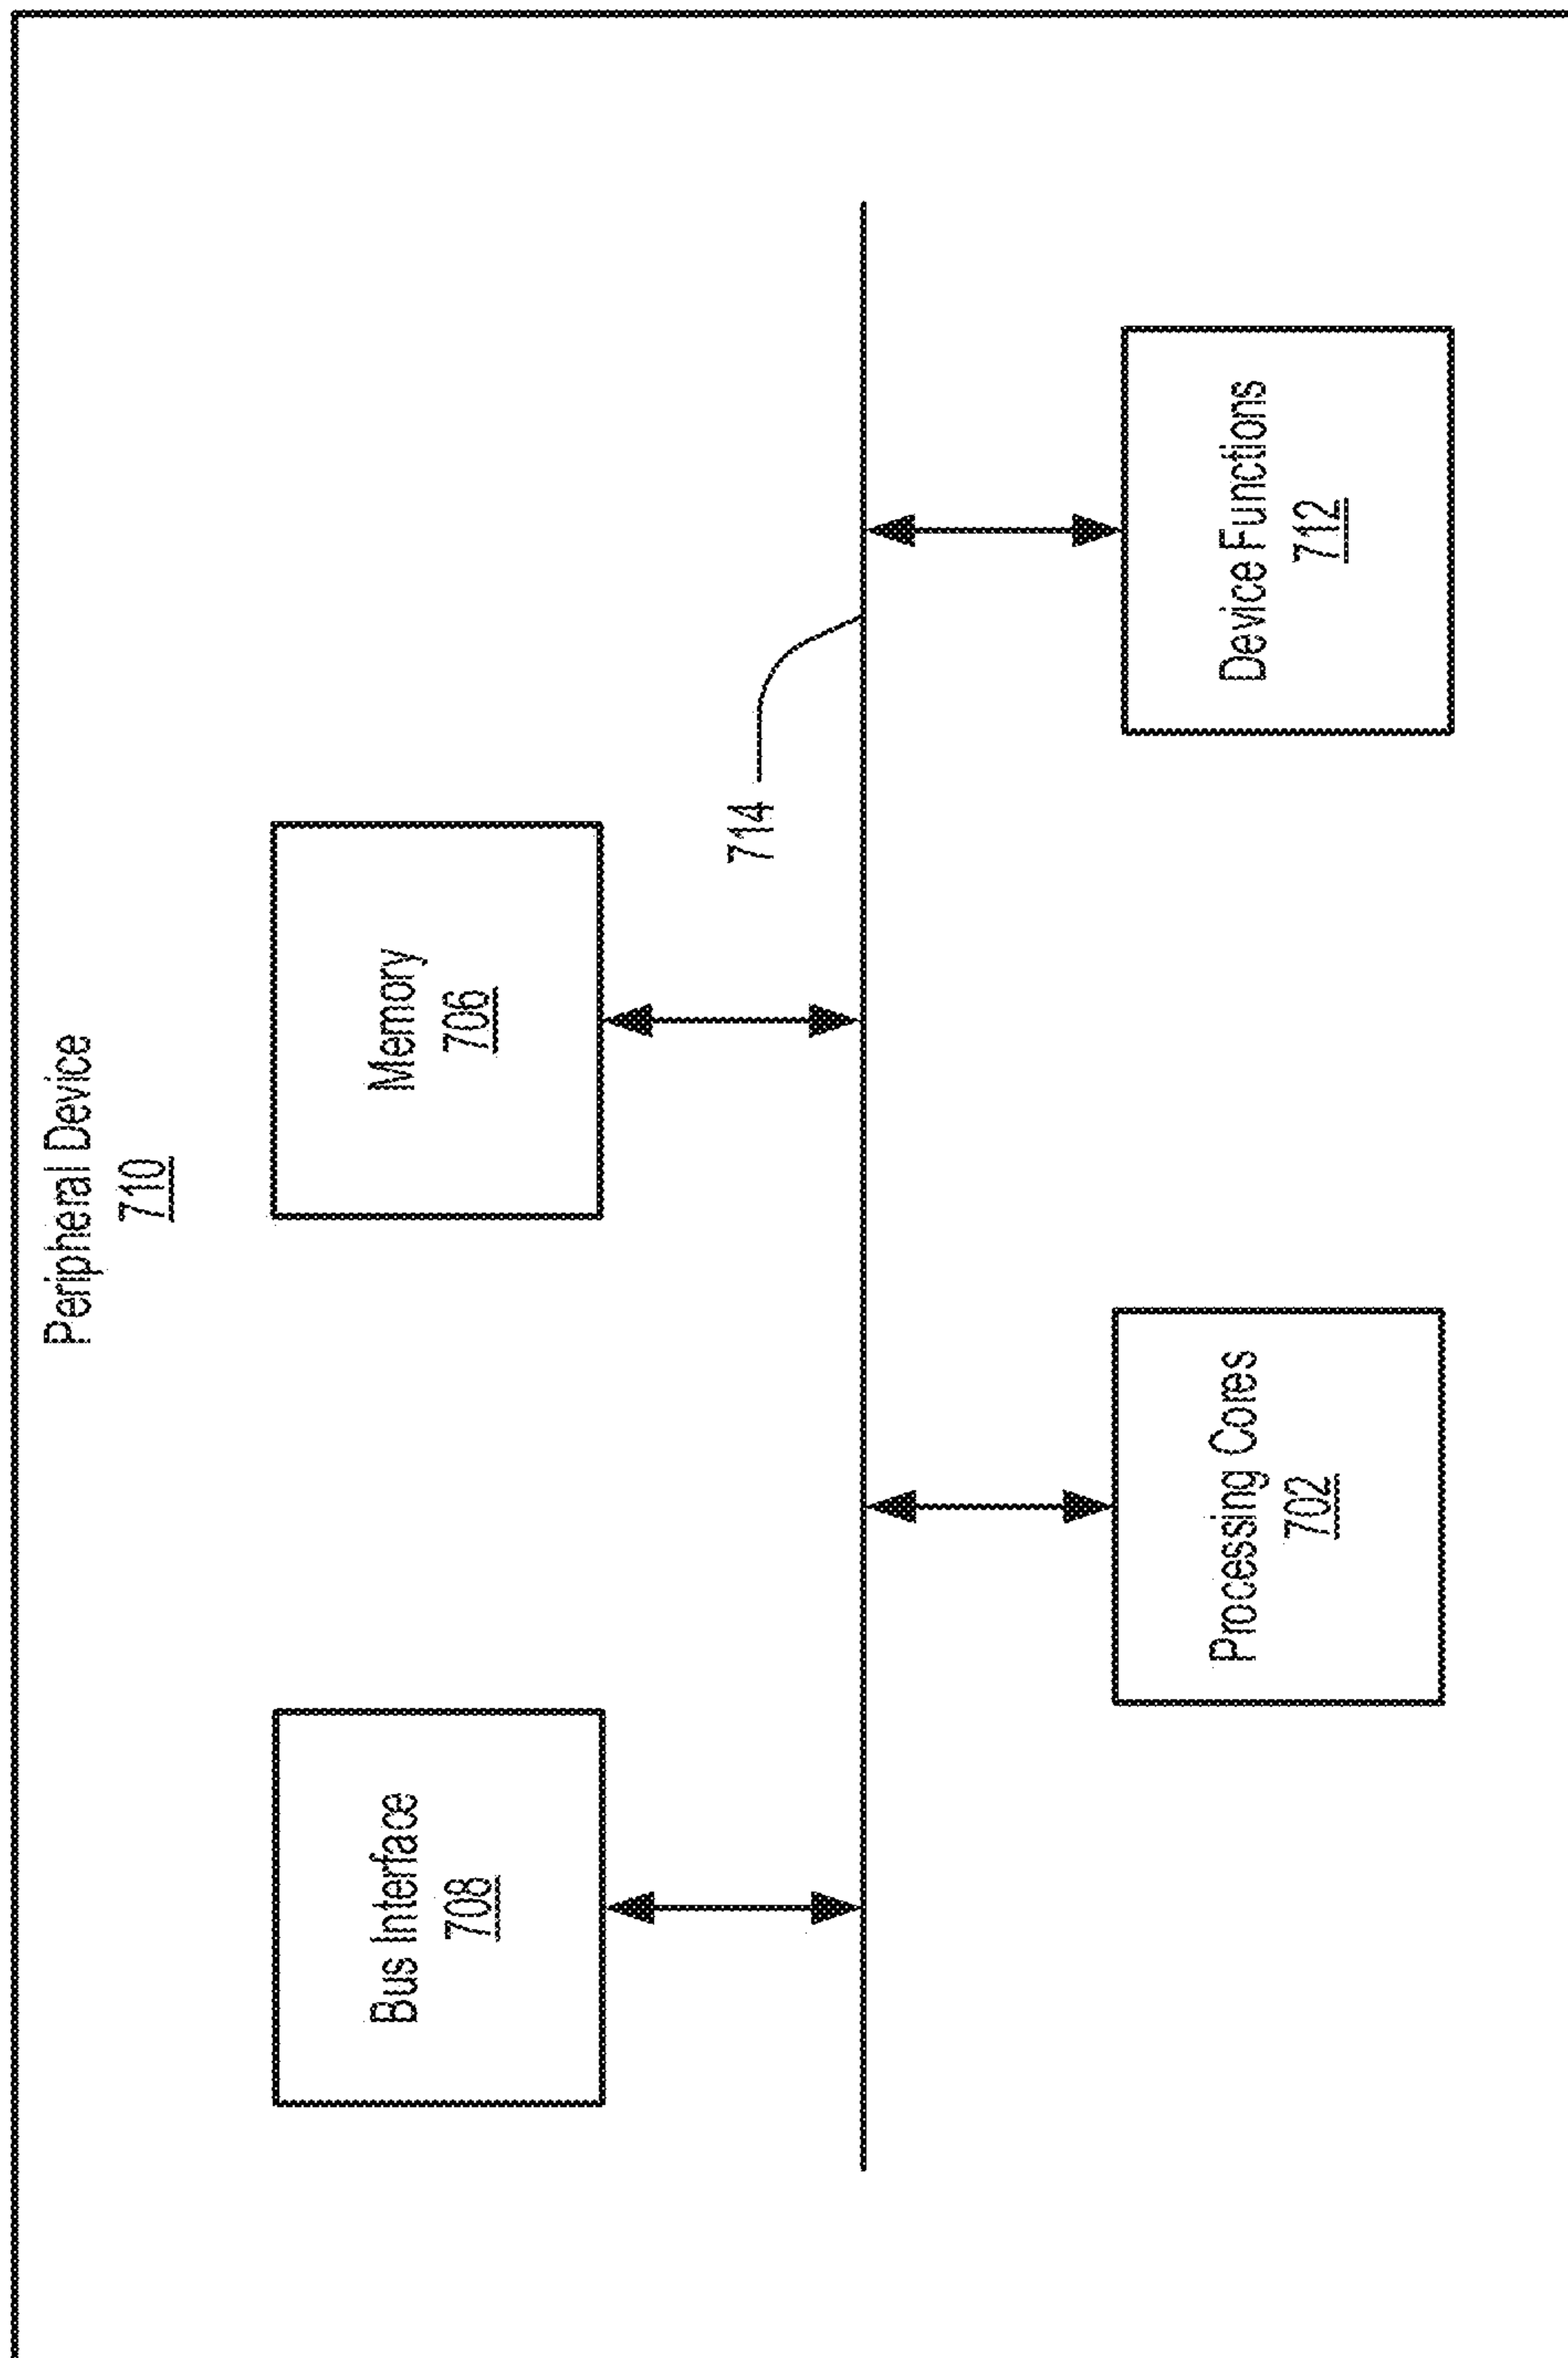 Peripheral Device
710
Bus Interface
708
Memory
706
714
Processing Cores
702
Device Functions
712